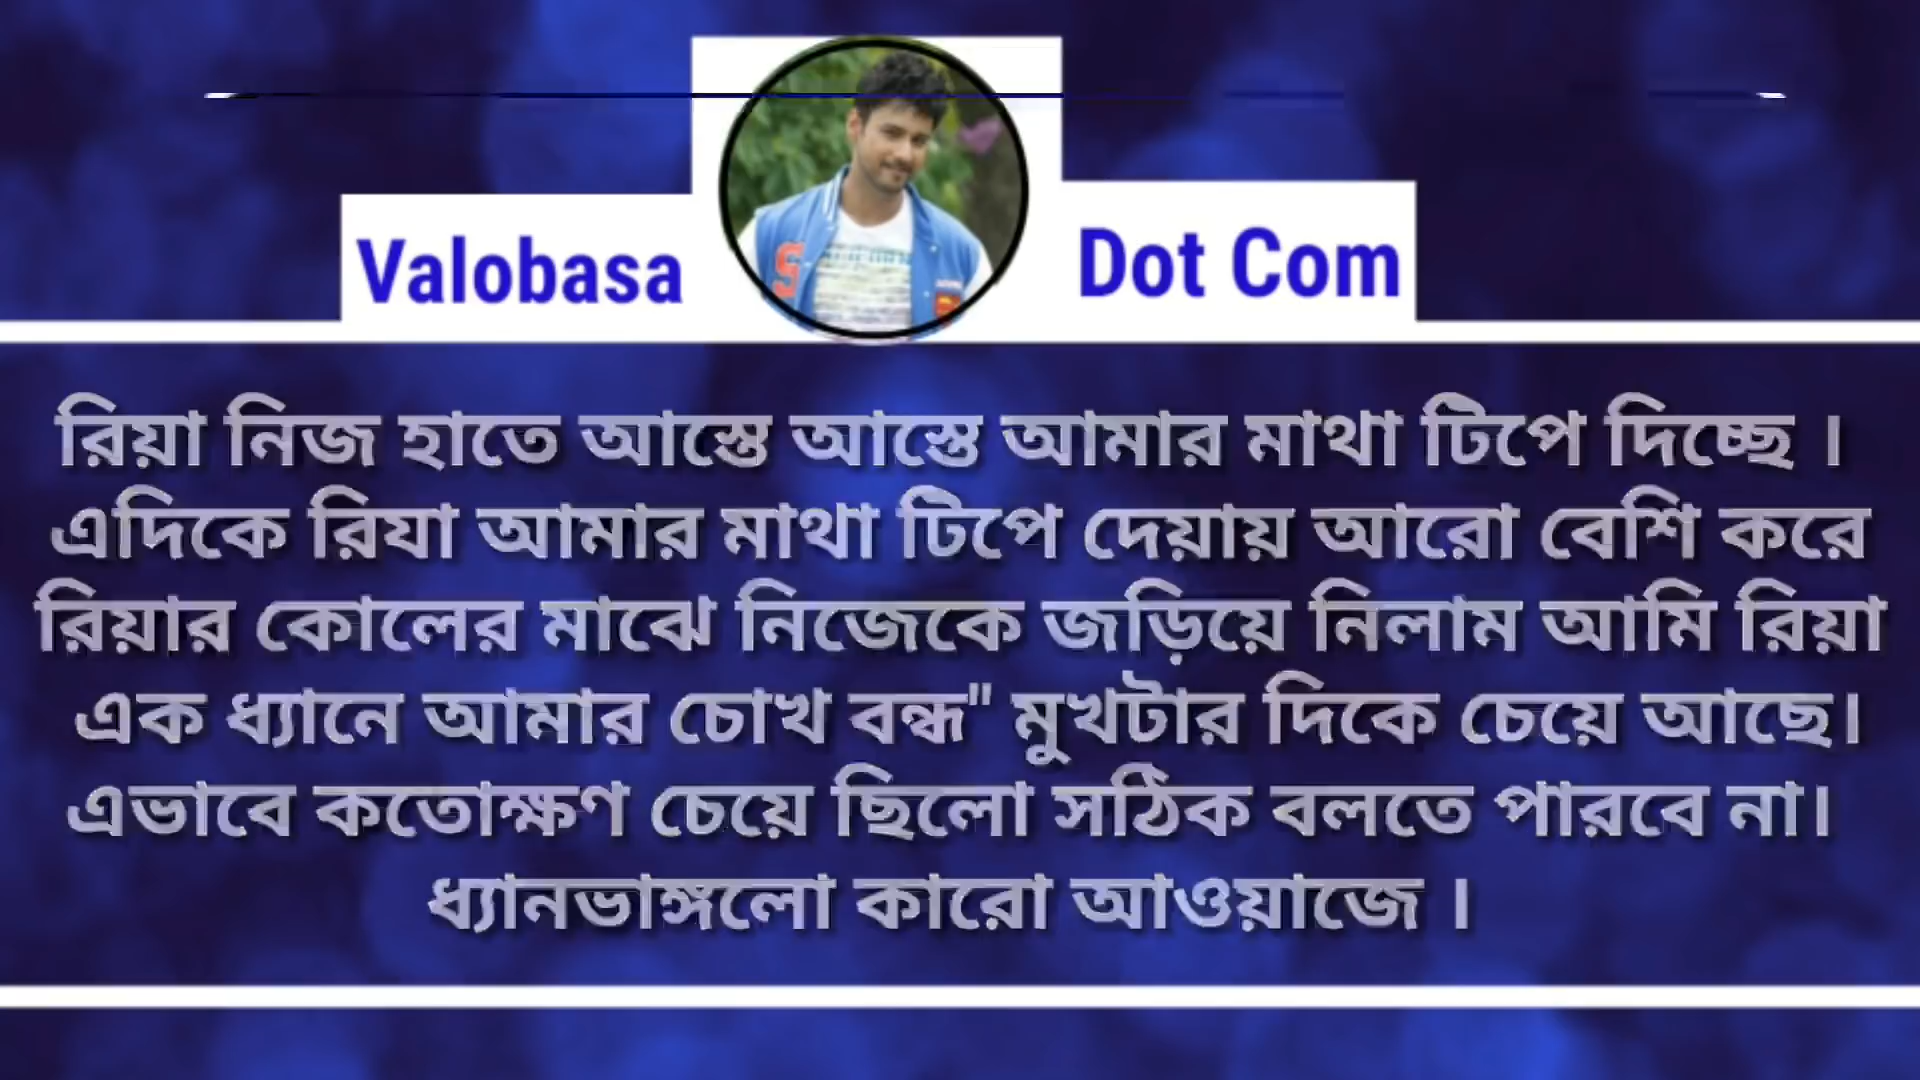 Valobasa
Dot Com
রিয়া নিজ হাতে আস্তে আস্তে আমার মাথা টিপে দিচ্ছে ।
এদিকে রিযা আমার মাথা টিপে দেয়ায় আরো বেশি করে
রিয়ার কোলের মাঝে নিজেকে জড়িয়ে নিলাম আমি রিয়া
এক ধ্যানে আমার চোখ বন্ধ" মুখটার দিকে চেয়ে আছে।
এভাবে কতোক্ষণ চেয়ে ছিলো সঠিক বলতে পারবে না।
ধ্যানভাঙ্গলো কারো আওয়াজে ।